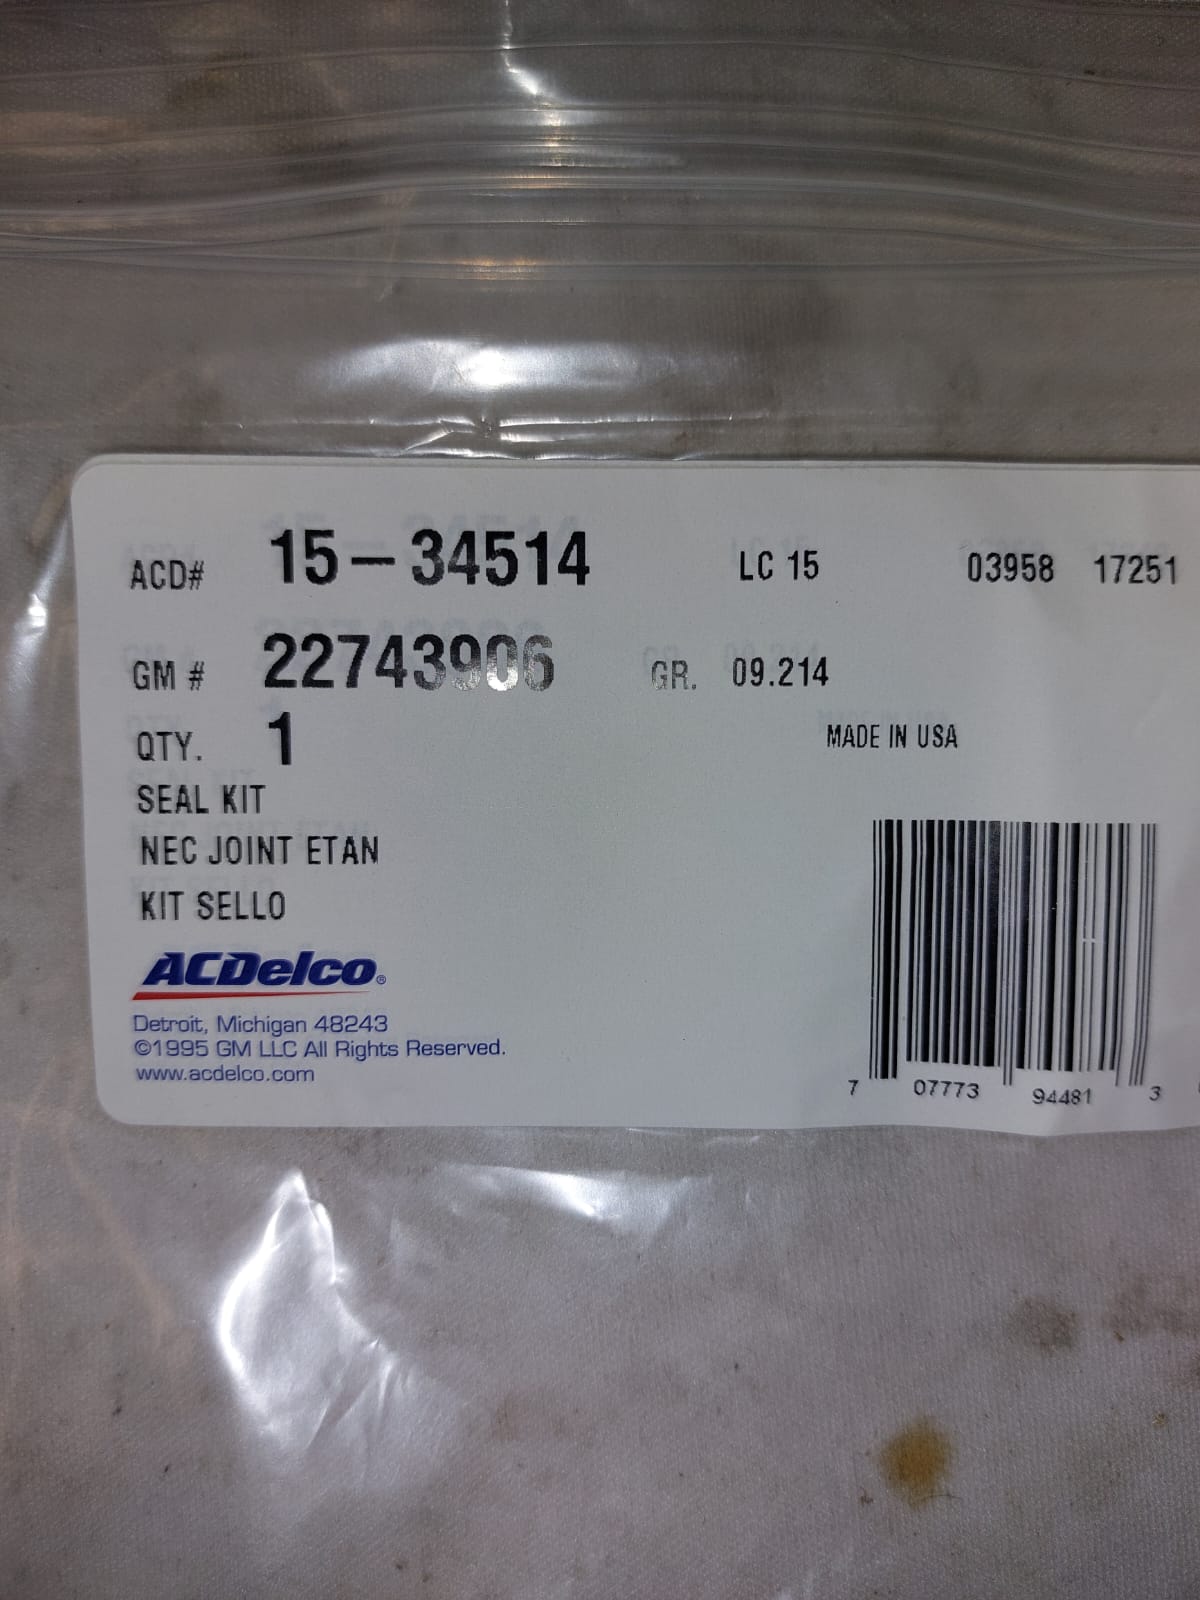 ACD# 15-34514 LC 15 03958 17251
GM # 22743906 GR. 09.214
QTY. 1 MADE IN USA
SEAL KIT
NEC JOINT ETAN
KIT SELLO
ACDelco®
Detroit, Michigan 48243
©1995 GM LLC All Rights Reserved.
www.acdelco.com
7 07773 94481 3